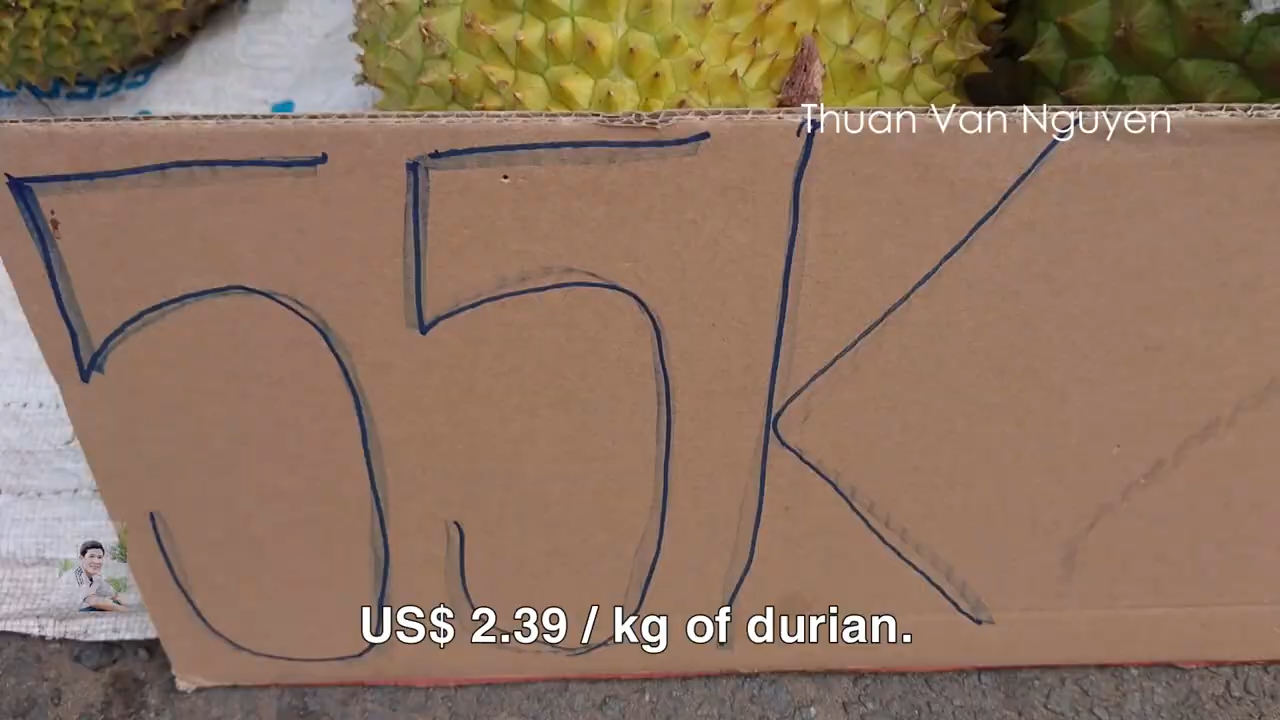 Thuan Van Nguyen
55K
US$ 2.39 / kg of durian.